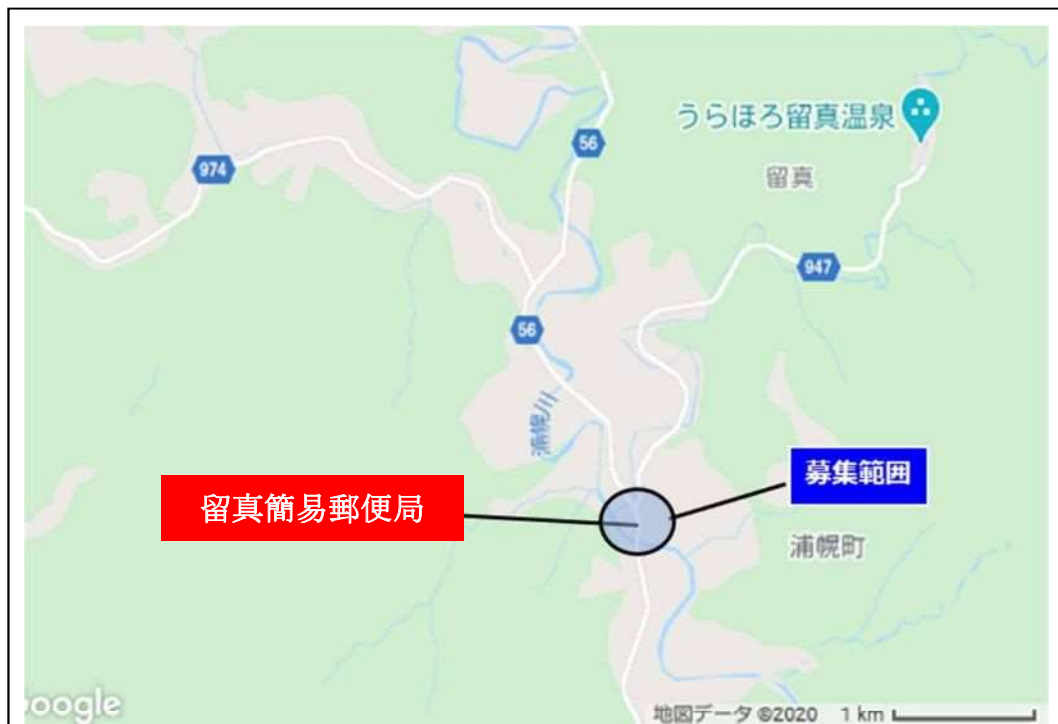 うらほろ留真温泉
56
974
留真
947
56
浦幌川
募集範囲
留真簡易郵便局
浦幌町
Google
地図データ ©2020 1 km